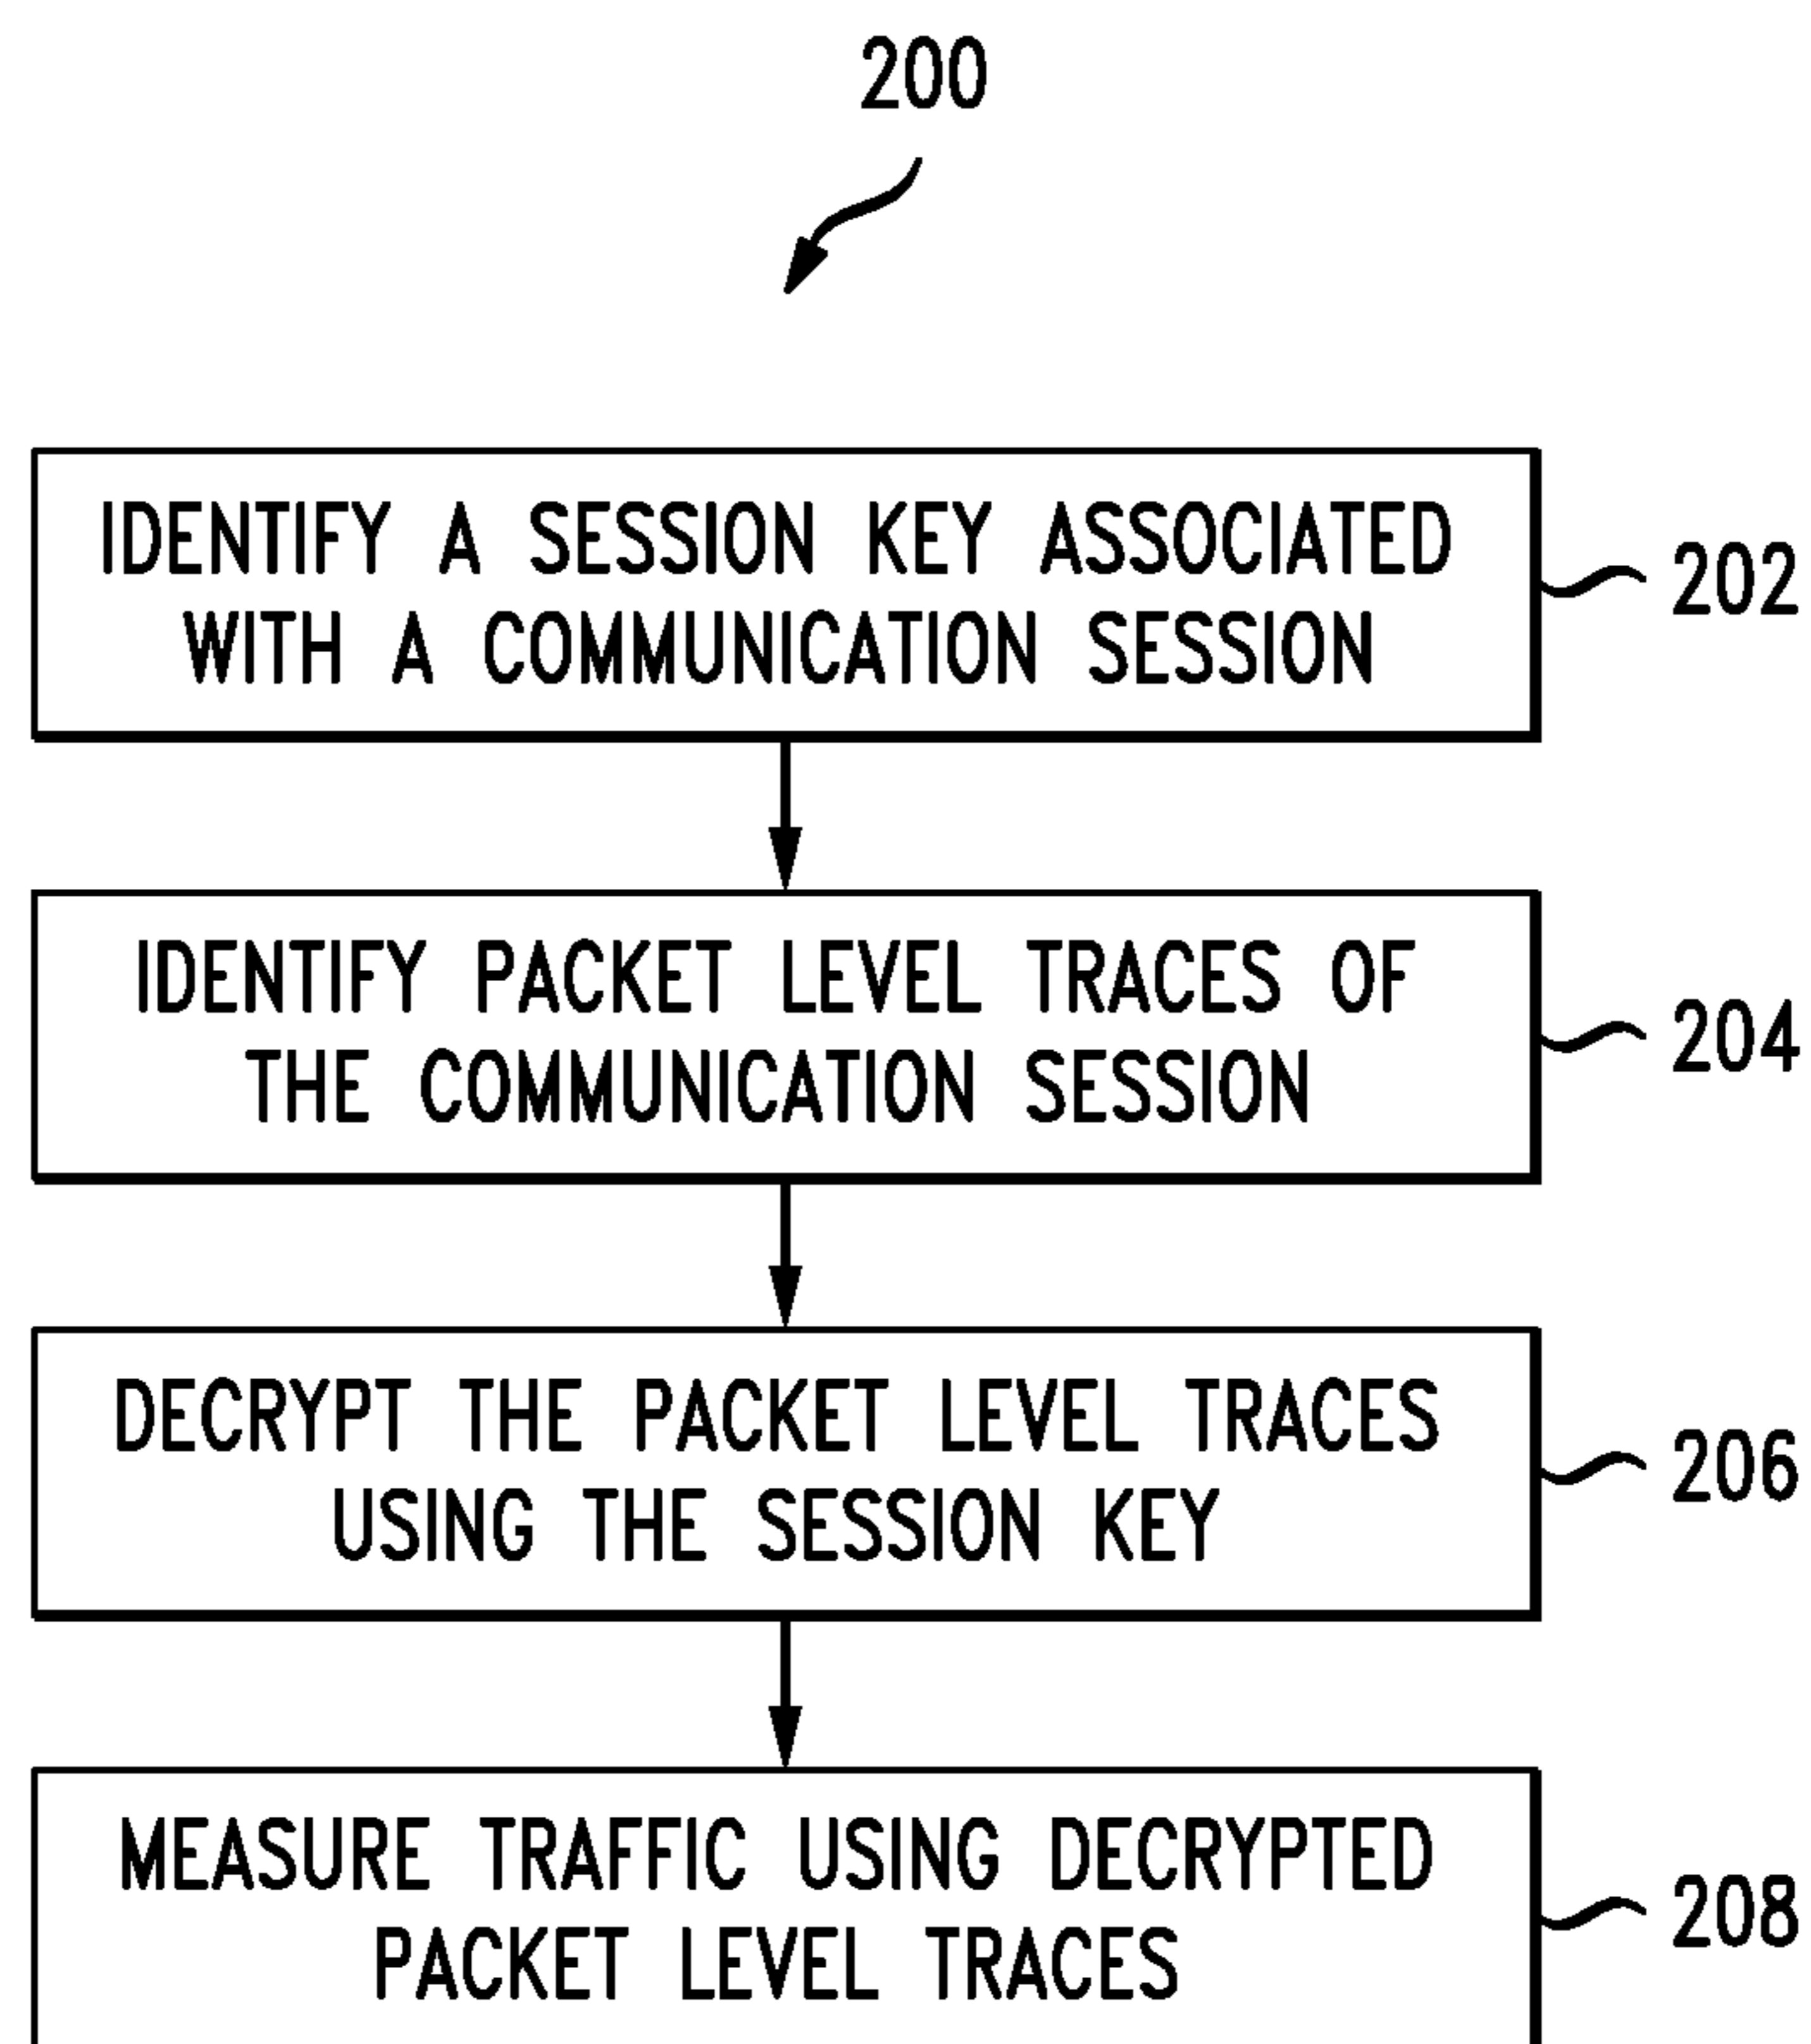 200
IDENTIFY A SESSION KEY ASSOCIATED
WITH A COMMUNICATION SESSION
202
IDENTIFY PACKET LEVEL TRACES OF
THE COMMUNICATION SESSION
204
DECRYPT THE PACKET LEVEL TRACES
USING THE SESSION KEY
206
MEASURE TRAFFIC USING DECRYPTED
PACKET LEVEL TRACES
208